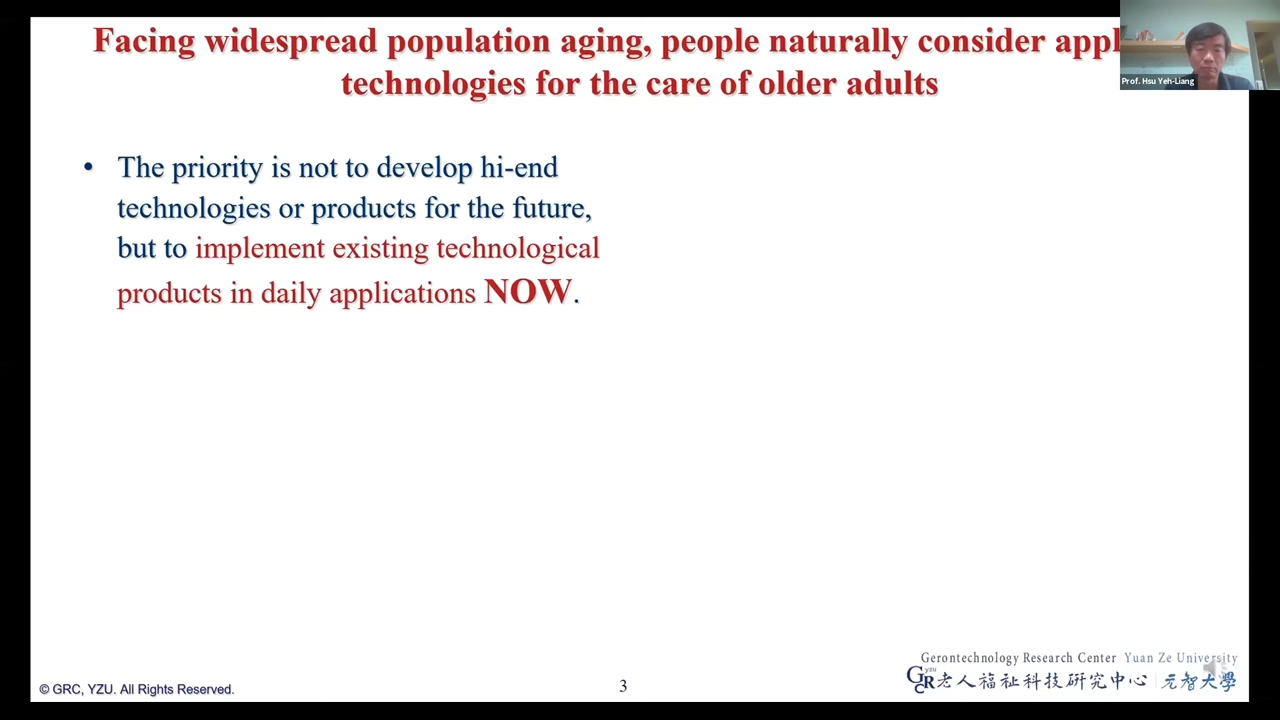 Facing widespread population aging, people naturally consider appl
technologies for the care of older adults
Prof. Hsu Yeh-Liang
• The priority is not to develop hi-end
technologies or products for the future,
but to implement existing technological
products in daily applications NOW.
Gerontechnology Research Center Yuan Ze University
yzu
GRC 老人福祉科技研究中心 元智大學
© GRC, YZU. All Rights Reserved.
3